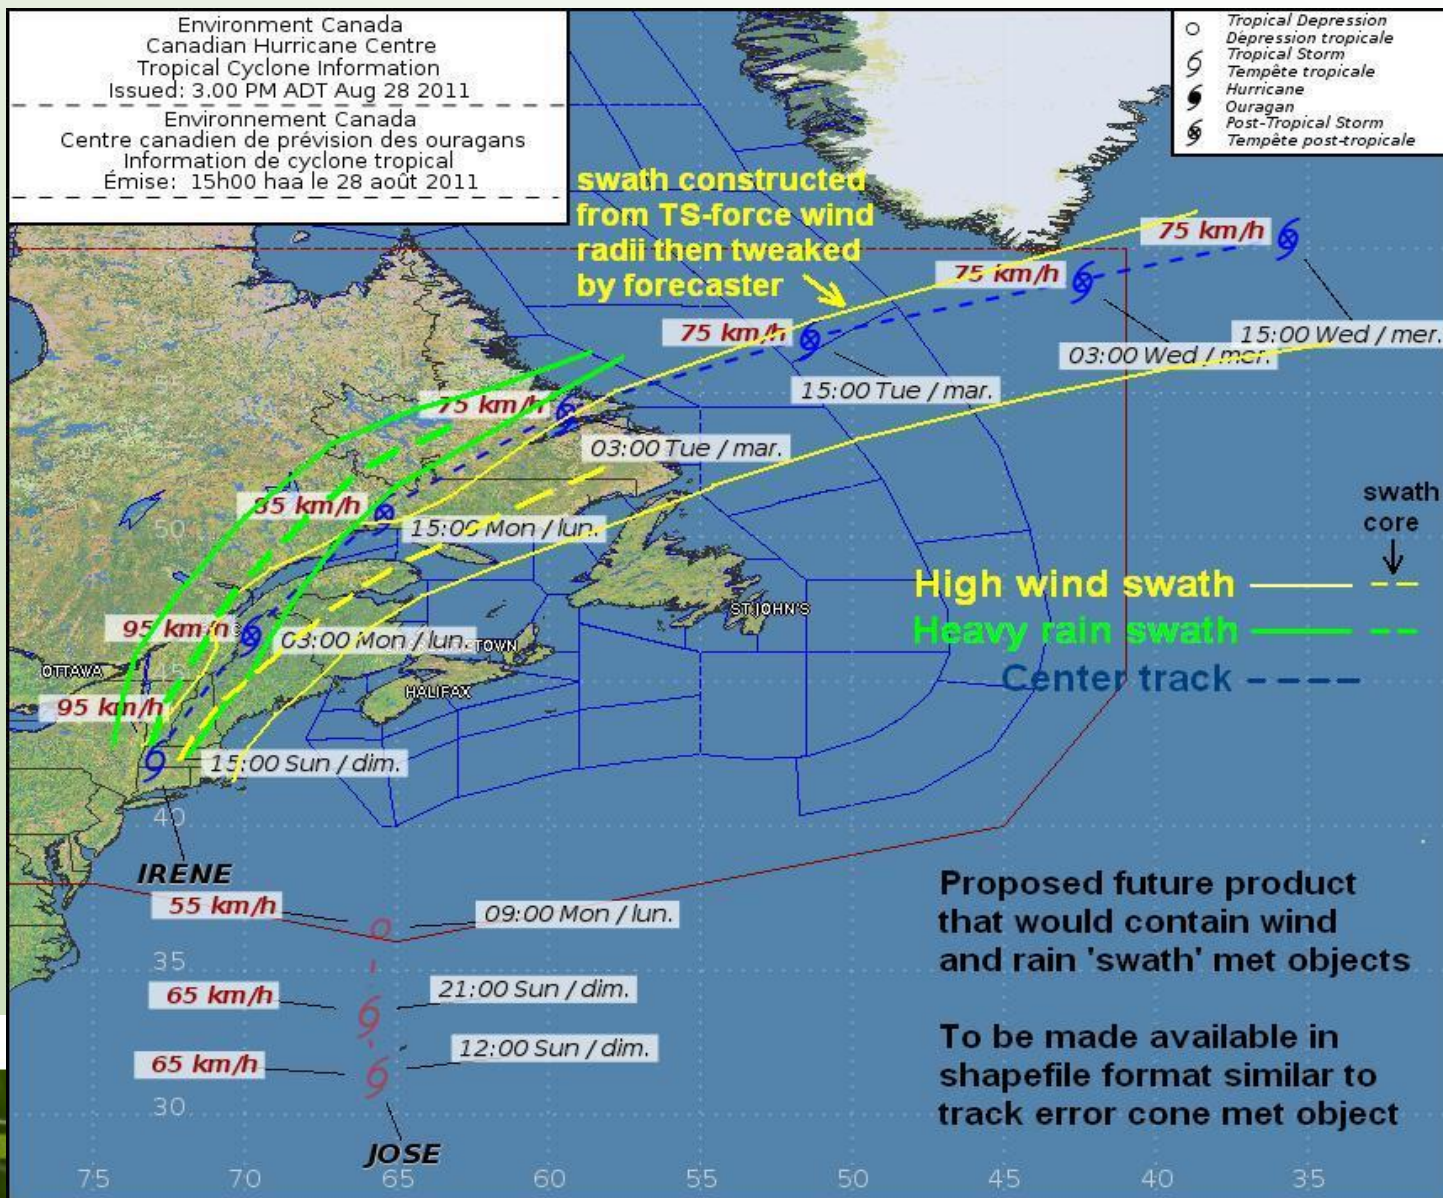 Environment Canada
Canadian Hurricane Centre
Tropical Cyclone Information
Issued: 3.00 PM ADT Aug 28 2011
Environnement Canada
Centre canadien de prévision des ouragans
Information de cyclone tropical
Émise: 15h00 haa le 28 août 2011
Tropical Depression
Dépression tropicale
Tropical Storm
Tempête tropicale
Hurricane
Ouragan
Post-Tropical Storm
Tempête post-tropicale
swath constructed
from TS-force wind
radii then tweaked
by forecaster
75 km/h
75 km/h
75 km/h
15:00 Wed / mer.
03:00 Wed / mer.
15:00 Tue / mar.
75 km/h
03:00 Tue / mar.
85 km/h
15:00 Mon / lun.
50
swath
core
High wind swath
ST.JOHN'S
95 km/h
03:00 Mon / lun.
TOWN
Heavy rain swath
OTTAWA
45
HALIFAX
Center track
95 km/h
15:00 Sun / dim.
40
IRENE
55 km/h
09:00 Mon / lun.
35
65 km/h
21:00 Sun / dim.
65 km/h
12:00 Sun / dim.
30
JOSE
Proposed future product
that would contain wind
and rain 'swath' met objects
To be made available in
shapefile format similar to
track error cone met object
75 70 65 60 55 50 45 40 35